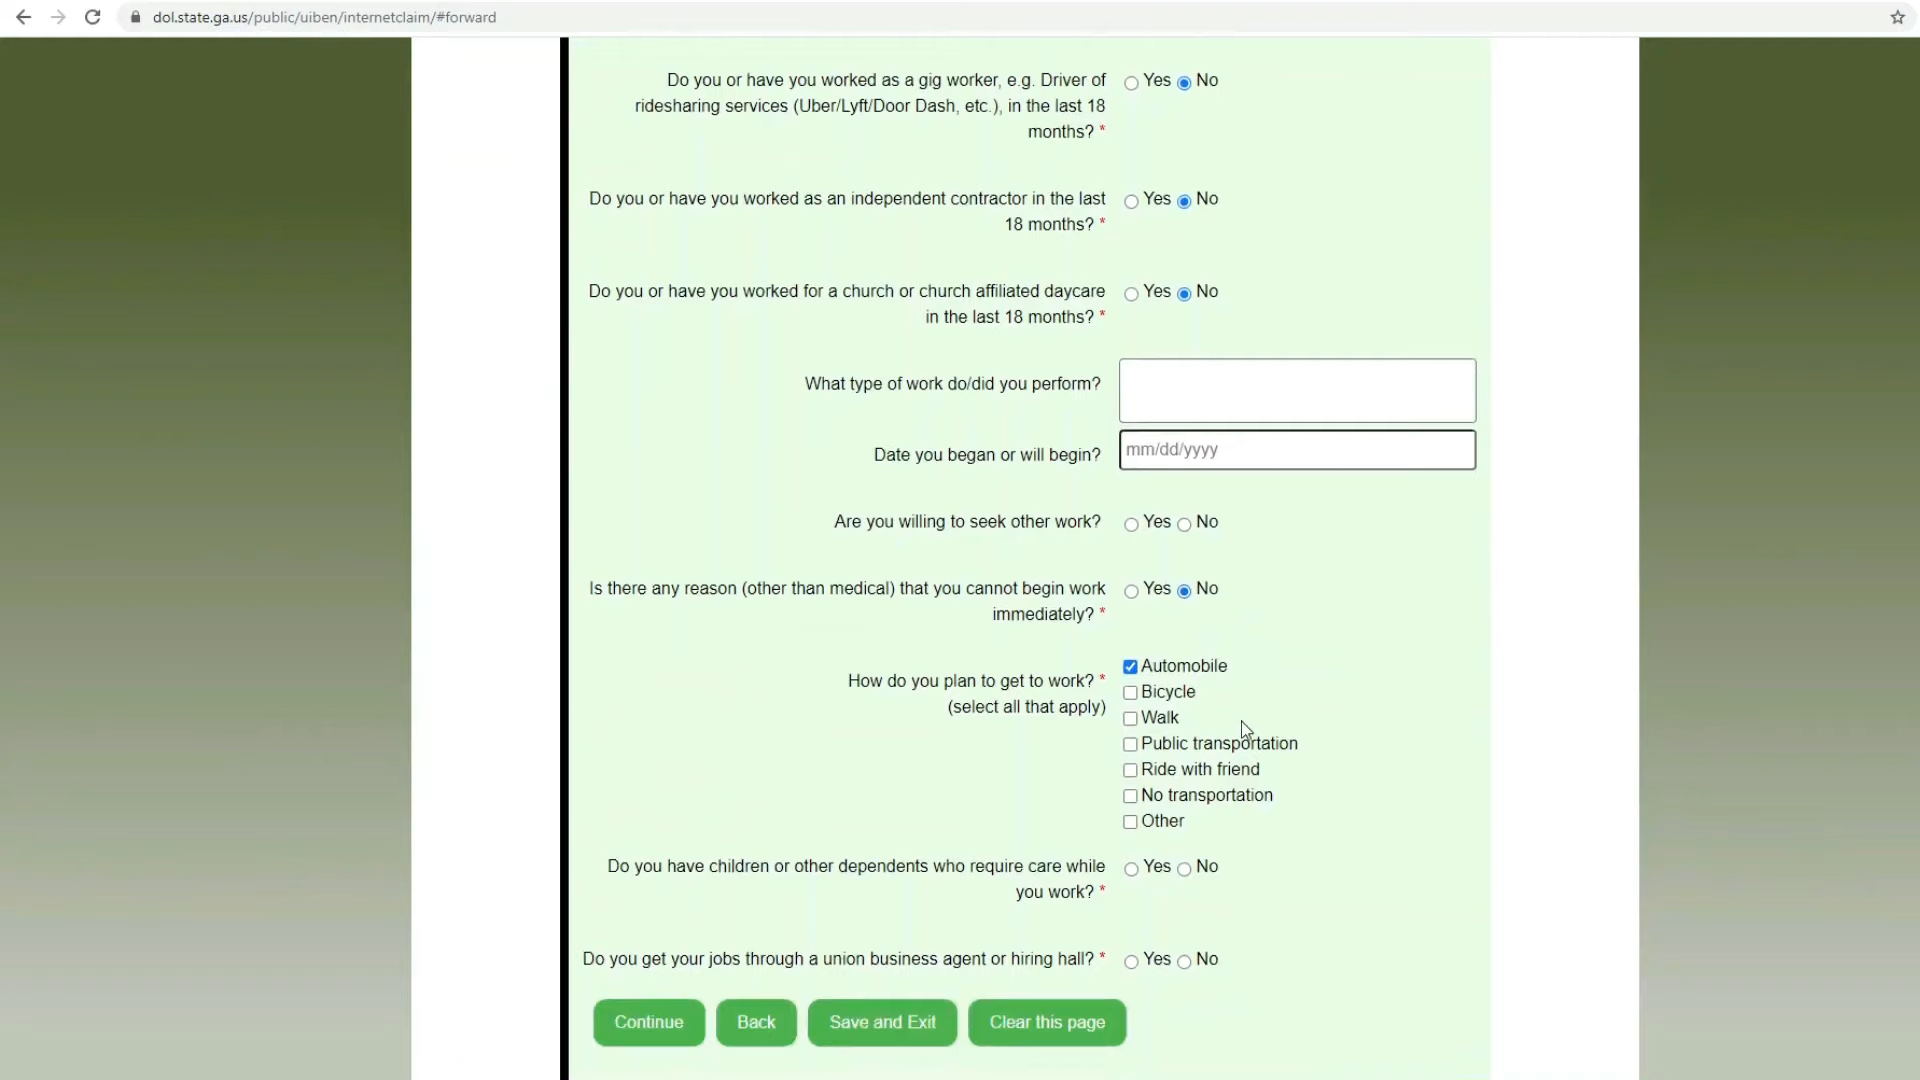 dol.state.ga.us/public/uiben/internetclaim/#forward
Do you or have you worked as a gig worker, e.g. Driver of
ridesharing services (Uber/Lyft/Door Dash, etc.), in the last 18
months? *
Yes No
Do you or have you worked as an independent contractor in the last
18 months? *
Yes No
Do you or have you worked for a church or church affiliated daycare
in the last 18 months? *
Yes No
What type of work do/did you perform?
Date you began or will begin?
mm/dd/yyyy
Are you willing to seek other work?
Yes No
Is there any reason (other than medical) that you cannot begin work
immediately? *
Yes No
How do you plan to get to work? *
(select all that apply)
Automobile
Bicycle
Walk
Public transportation
Ride with friend
No transportation
Other
Do you have children or other dependents who require care while
you work? *
Yes No
Do you get your jobs through a union business agent or hiring hall? *
Yes No
Continue Back Save and Exit Clear this page